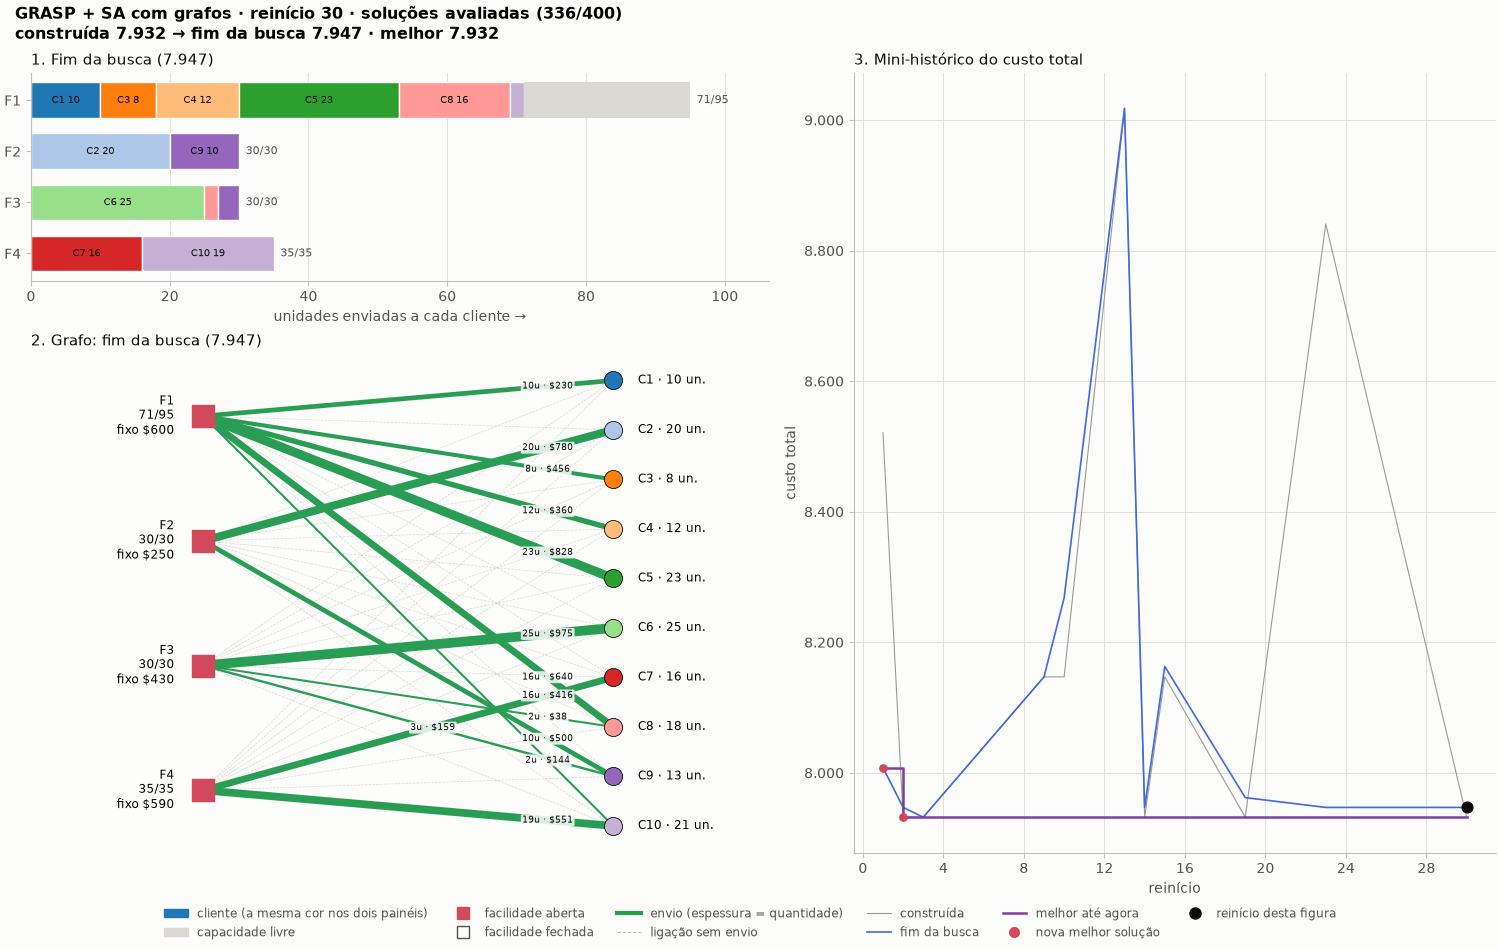 GRASP + SA com grafos · reinício 30 · soluções avaliadas (336/400)
construída 7.932 → fim da busca 7.947 · melhor 7.932
1. Fim da busca (7.947)
F1
C1 10
C3 8
C4 12
C5 23
C8 16
71/95
F2
C2 20
C9 10
30/30
F3
C6 25
30/30
F4
C7 16
C10 19
35/35
0
20
40
60
80
100
unidades enviadas a cada cliente →
2. Grafo: fim da busca (7.947)
F1
71/95
fixo $600
F2
30/30
fixo $250
F3
30/30
fixo $430
F4
35/35
fixo $590
10u · $230
20u · $780
8u · $456
12u · $360
23u · $828
25u · $975
16u · $640
16u · $416
2u · $38
3u · $159
10u · $500
2u · $144
19u · $551
C1 · 10 un.
C2 · 20 un.
C3 · 8 un.
C4 · 12 un.
C5 · 23 un.
C6 · 25 un.
C7 · 16 un.
C8 · 18 un.
C9 · 13 un.
C10 · 21 un.
3. Mini-histórico do custo total
custo total
9.000
8.800
8.600
8.400
8.200
8.000
0
4
8
12
16
20
24
28
reinício
cliente (a mesma cor nos dois painéis)
capacidade livre
facilidade aberta
facilidade fechada
envio (espessura = quantidade)
ligação sem envio
construída
fim da busca
melhor até agora
nova melhor solução
reinício desta figura